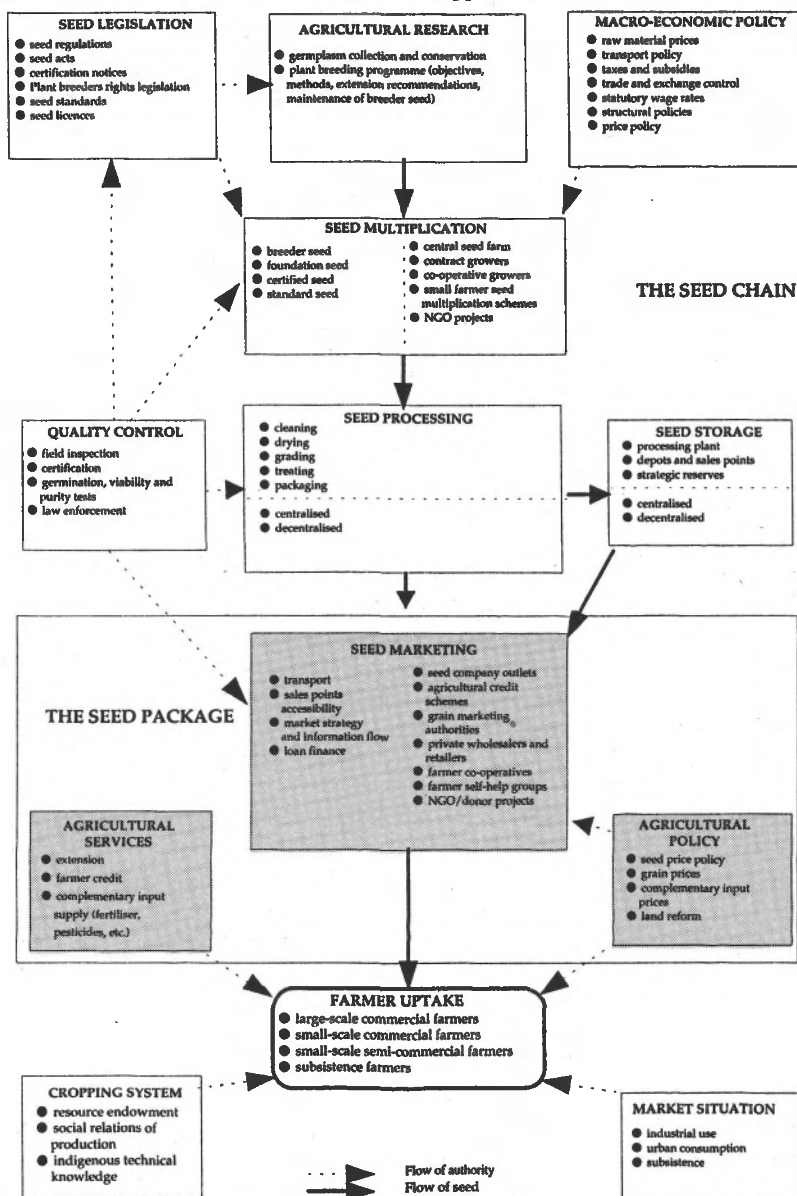 SEED LEGISLATION
● seed regulations
● seed acts
● certification notices
● Plant breeders rights legislation
● seed standards
● seed licences
AGRICULTURAL RESEARCH
● germplasm collection and conservation
● plant breeding programme (objectives,
methods, extension recommendations,
maintenance of breeder seed)
MACRO-ECONOMIC POLICY
● raw material prices
● transport policy
● taxes and subsidies
● trade and exchange control
● statutory wage rates
● structural policies
● price policy
SEED MULTIPLICATION
● breeder seed
● foundation seed
● certified seed
● standard seed
● central seed farm
● contract growers
● co-operative growers
● small farmer seed
multiplication schemes
● NGO projects
THE SEED CHAIN
QUALITY CONTROL
● field inspection
● certification
● germination, viability and
purity tests
● law enforcement
SEED PROCESSING
● cleaning
● drying
● grading
● treating
● packaging
● centralised
● decentralised
SEED STORAGE
● processing plant
● depots and sales points
● strategic reserves
● centralised
● decentralised
THE SEED PACKAGE
SEED MARKETING
● transport
● sales points
accessibility
● market strategy
and information flow
● loan finance
● seed company outlets
● agricultural credit
schemes
● grain marketing
authorities
● private wholesalers and
retailers
● farmer co-operatives
● farmer self-help groups
● NGO/donor projects
AGRICULTURAL
SERVICES
● extension
● farmer credit
● complementary input
supply (fertiliser,
pesticides, etc.)
AGRICULTURAL
POLICY
● seed price policy
● grain prices
● complementary input
prices
● land reform
FARMER UPTAKE
● large-scale commercial farmers
● small-scale commercial farmers
● small-scale semi-commercial farmers
● subsistence farmers
CROPPING SYSTEM
● resource endowment
● social relations of
production
● indigenous technical
knowledge
MARKET SITUATION
● industrial use
● urban consumption
● subsistence
Flow of authority
Flow of seed